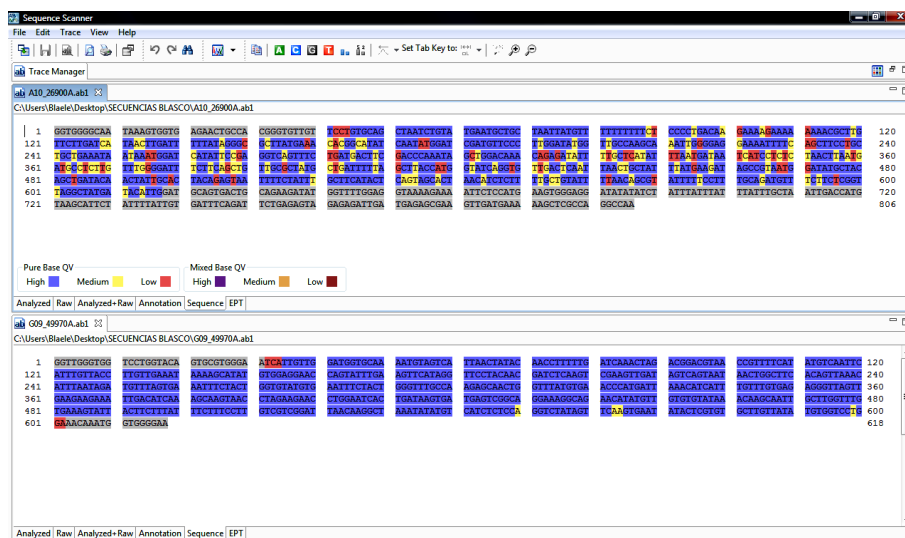 Sequence Scanner
File Edit Trace View Help
A C G T Set Tab Key to:
Trace Manager
A10_26900A.ab1
C:\Users\Blaele\Desktop\SECUENCIAS BLASCO\A10_26900A.ab1
1 GGTGGGGCAA TAAAGTGGTG AGAACTGCCA CGGGTGTTGT TCCTGTGCAG CTAATCTGTA TGAATGCTGC TAATTATGTT TTTTTTTTCT CCCCTGACAA GAAAAGAAAA AAAACGCTTG 120
121 TTCTTGATCA TAACTTGATT TTTATAGGGC GCTTATGAAA CACGGCATAT CAATATGGAT CGATGTTCCC TTGGATATGG TTGCCAAGCA AATTGGGGAG GAAAATTTTC AGCTTCCTGC 240
241 TGCTGAAATA ATAAATGGAT CATATTCCGA GGTCAGTTTC TGATGACTTC GACCCAAATA GCTGGACAAA CAGAGATATT TTGCTCATAT TTAATGATAA TCATCCTCTC TAACTTAATG 360
361 ATGCCTCTTG TTTGGGGATT TCTTCAGCTG TTGCGCTATG CTGATTTTTA GCTTACCATG GTATCAGGTG TTGACTCAAT TAACTGCTAT TTATGAAGAT AGCCGTAATG GATATGCTAC 480
481 AGCTGATACA ACTATTGCAC TACAGAGTAA TTTTCTATTT GCTTCATACT CAGTAGCACT AACATCTCTT TTGCTGTATT TTAACAGCGT ATTTTTCCTT TGCAGATGTT TCTTCTCGGT 600
601 TAGGCTATGA TACATTGGAT GCAGTGACTG CAGAAGATAT GGTTTTGGAG GTAAAAGAAA ATTCTCCATG AAGTGGGAGG ATATATATCT ATATTTATTAT TTATTTGCTA ATTGACCATG 720
721 TAAGCATTCT ATTTTATTGT GATTTCAGAT TCTGAGAGTA GAGAGATTGA TGAGAGCGAA GTTGATGAAA AAGCTCGCCA GGCCAA 806
Pure Base QV Mixed Base QV
High Medium Low High Medium Low
Analyzed Raw Analyzed+Raw Annotation Sequence EPT
G09_49970A.ab1
C:\Users\Blaele\Desktop\SECUENCIAS BLASCO\G09_49970A.ab1
1 GGTTGGGTGG TCCTGGTACA GTGCGTGGGA ATCATTGTTG GATGGTGCAA AATGTAGTCA TTAACTATAC AACCTTTTTG ATCAAACTAG ACGGACGTAA CCGTTTTCAT ATGTCAATTC 120
121 ATTTGTTACC TTGTTGAAAT AAAAGCATAT GTGGAGGAAC CAGTATTTGA AGTTCATAGG TTCCTACAAC GATCTCAAGT CGAAGTTGAT AGTCAGTAAT AACTGGCTTC ACAGTTAAAC 240
241 ATTTAATAGA TGTTTAGTGA AATTTCTACT GGTGTATGTG AATTTCTACT GGGTTTGCCA AGAGCAACTG GTTTATGTGA ACCCATGATT AAACATCATT TGTTTGTGAG AGGGTTAGTT 360
361 GAAGAAGAAA TTGACATCAA AGCAAGTAAC CCTAGAAGAAC CCTGGAATCAC TGATAAGTGA TGAGTCGGCA GGAAAGGCAG AACATATGTT GTGTGTATAA ACAAGCAATT GCTTGGTTTG 480
481 TGAAAGTATT ACTTCTTTAT TTCTTTCCTT GTCGTCGGAT TAACAAGGCT AAATATATGT CATCTCTCCA GGTCTATAGT TCAAGTGAAT ATACTCGTGT GCTTGTTATA TGTGGTCCTG 600
601 GAAACAAATG GTGGGGAA 618
Analyzed Raw Analyzed+Raw Annotation Sequence EPT